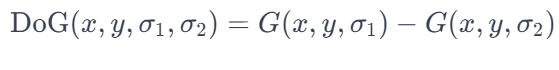 DoG(x, y, σ₁, σ₂) = G(x, y, σ₁) − G(x, y, σ₂)